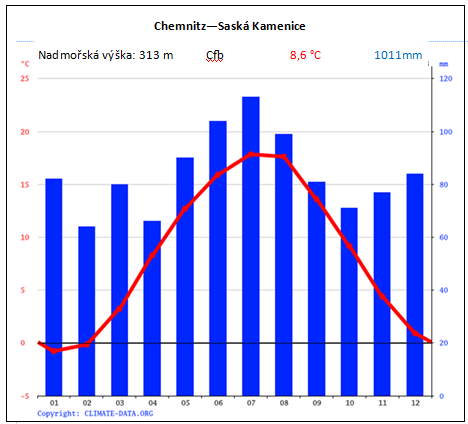 Chemnitz—Saská Kamenice
Nadmořská výška: 313 m Cfb 8,6 °C 1011mm
°C mm
25 120
20 100
15 80
10 60
5 40
0 20
-5 0
01 02 03 04 05 06 07 08 09 10 11 12
Copyright: CLIMATE-DATA.ORG